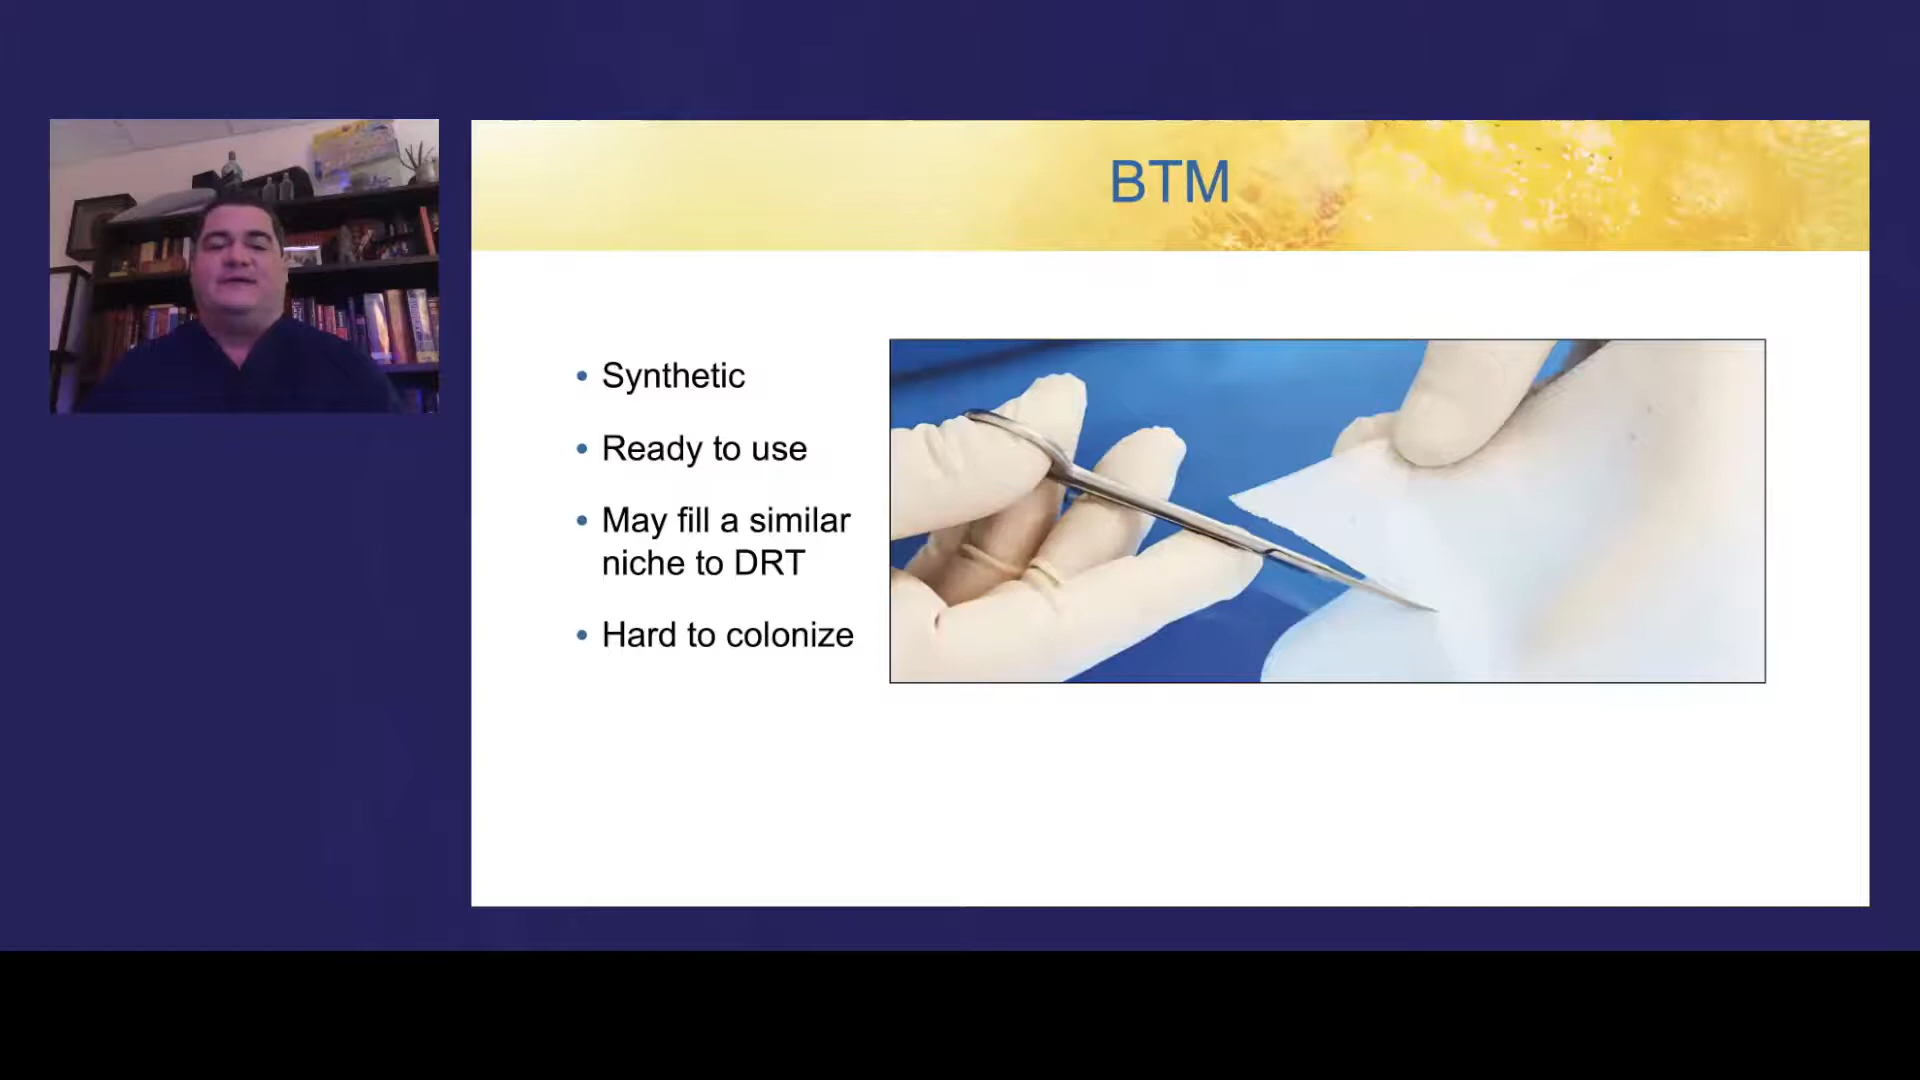 BTM
• Synthetic
• Ready to use
• May fill a similar
niche to DRT
• Hard to colonize